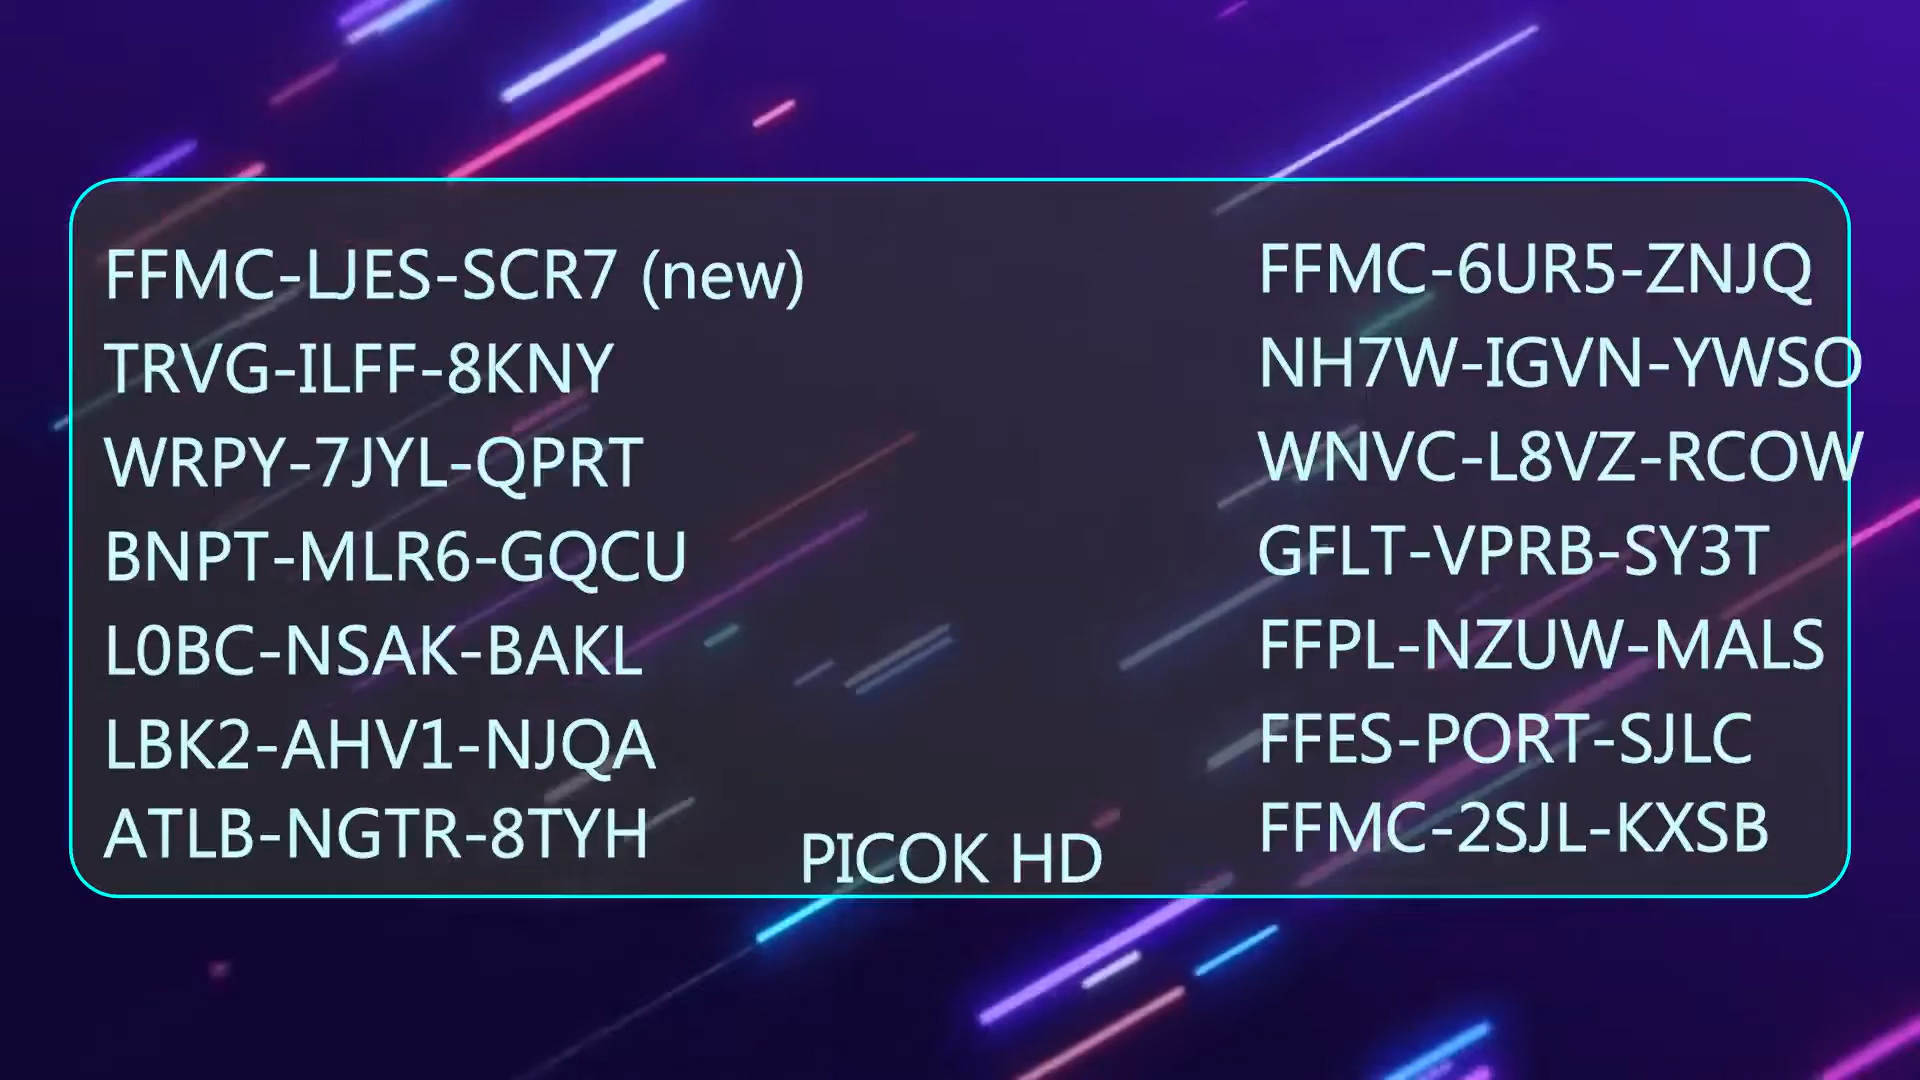 FFMC-LJES-SCR7 (new)
TRVG-ILFF-8KNY
WRPY-7JYL-QPRT
BNPT-MLR6-GQCU
L0BC-NSAK-BAKL
LBK2-AHV1-NJQA
ATLB-NGTR-8TYH
FFMC-6UR5-ZNJQ
NH7W-IGVN-YWSO
WNVC-L8VZ-RCOW
GFLT-VPRB-SY3T
FFPL-NZUW-MALS
FFES-PORT-SJLC
FFMC-2SJL-KXSB
PICOK HD